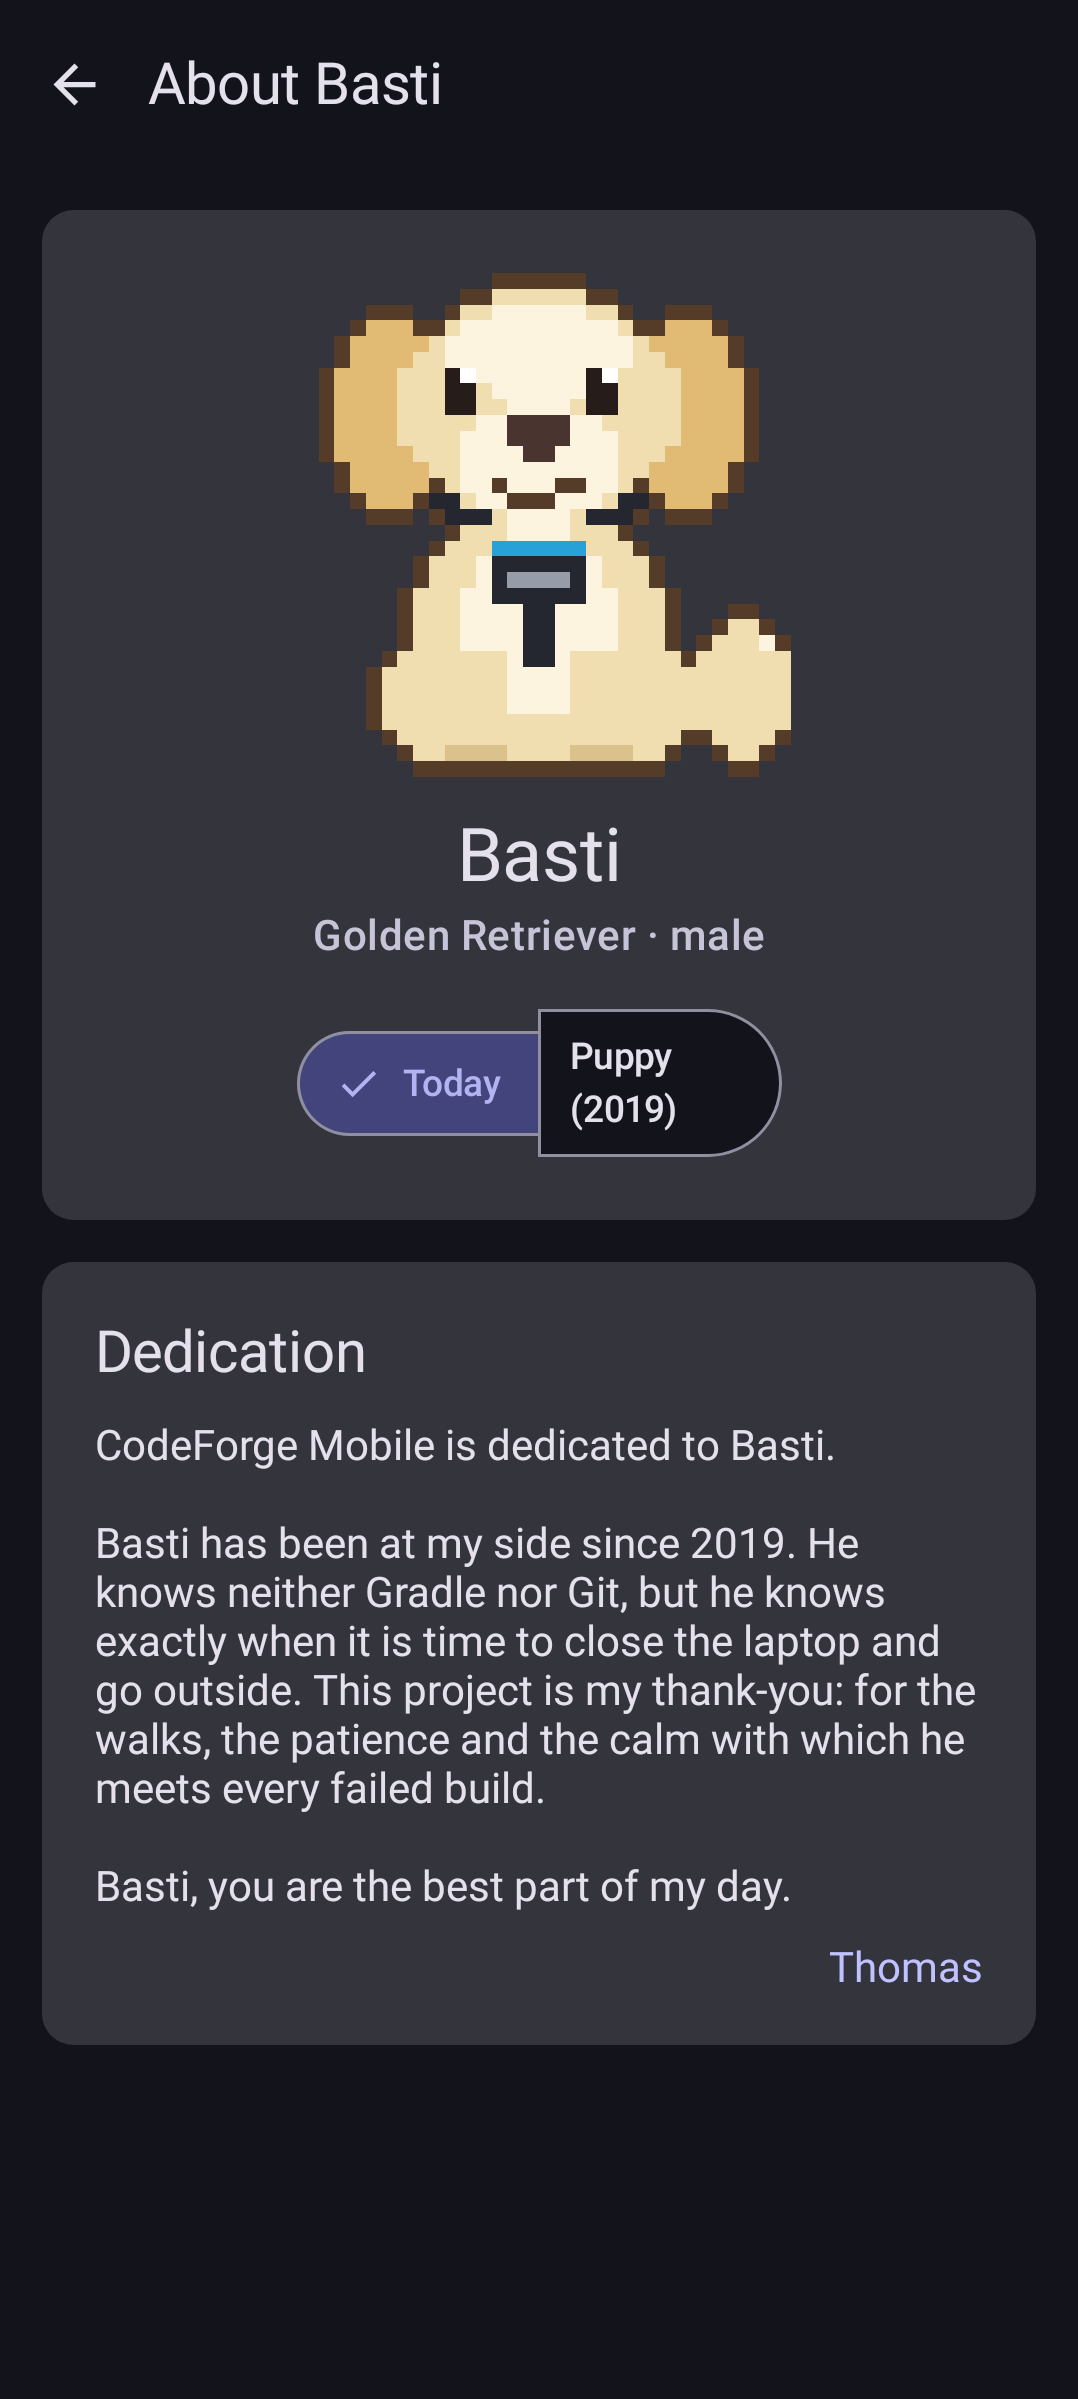 About Basti
Basti
Golden Retriever · male
Today
Puppy
(2019)
Dedication
CodeForge Mobile is dedicated to Basti.
Basti has been at my side since 2019. He
knows neither Gradle nor Git, but he knows
exactly when it is time to close the laptop and
go outside. This project is my thank-you: for the
walks, the patience and the calm with which he
meets every failed build.
Basti, you are the best part of my day.
Thomas